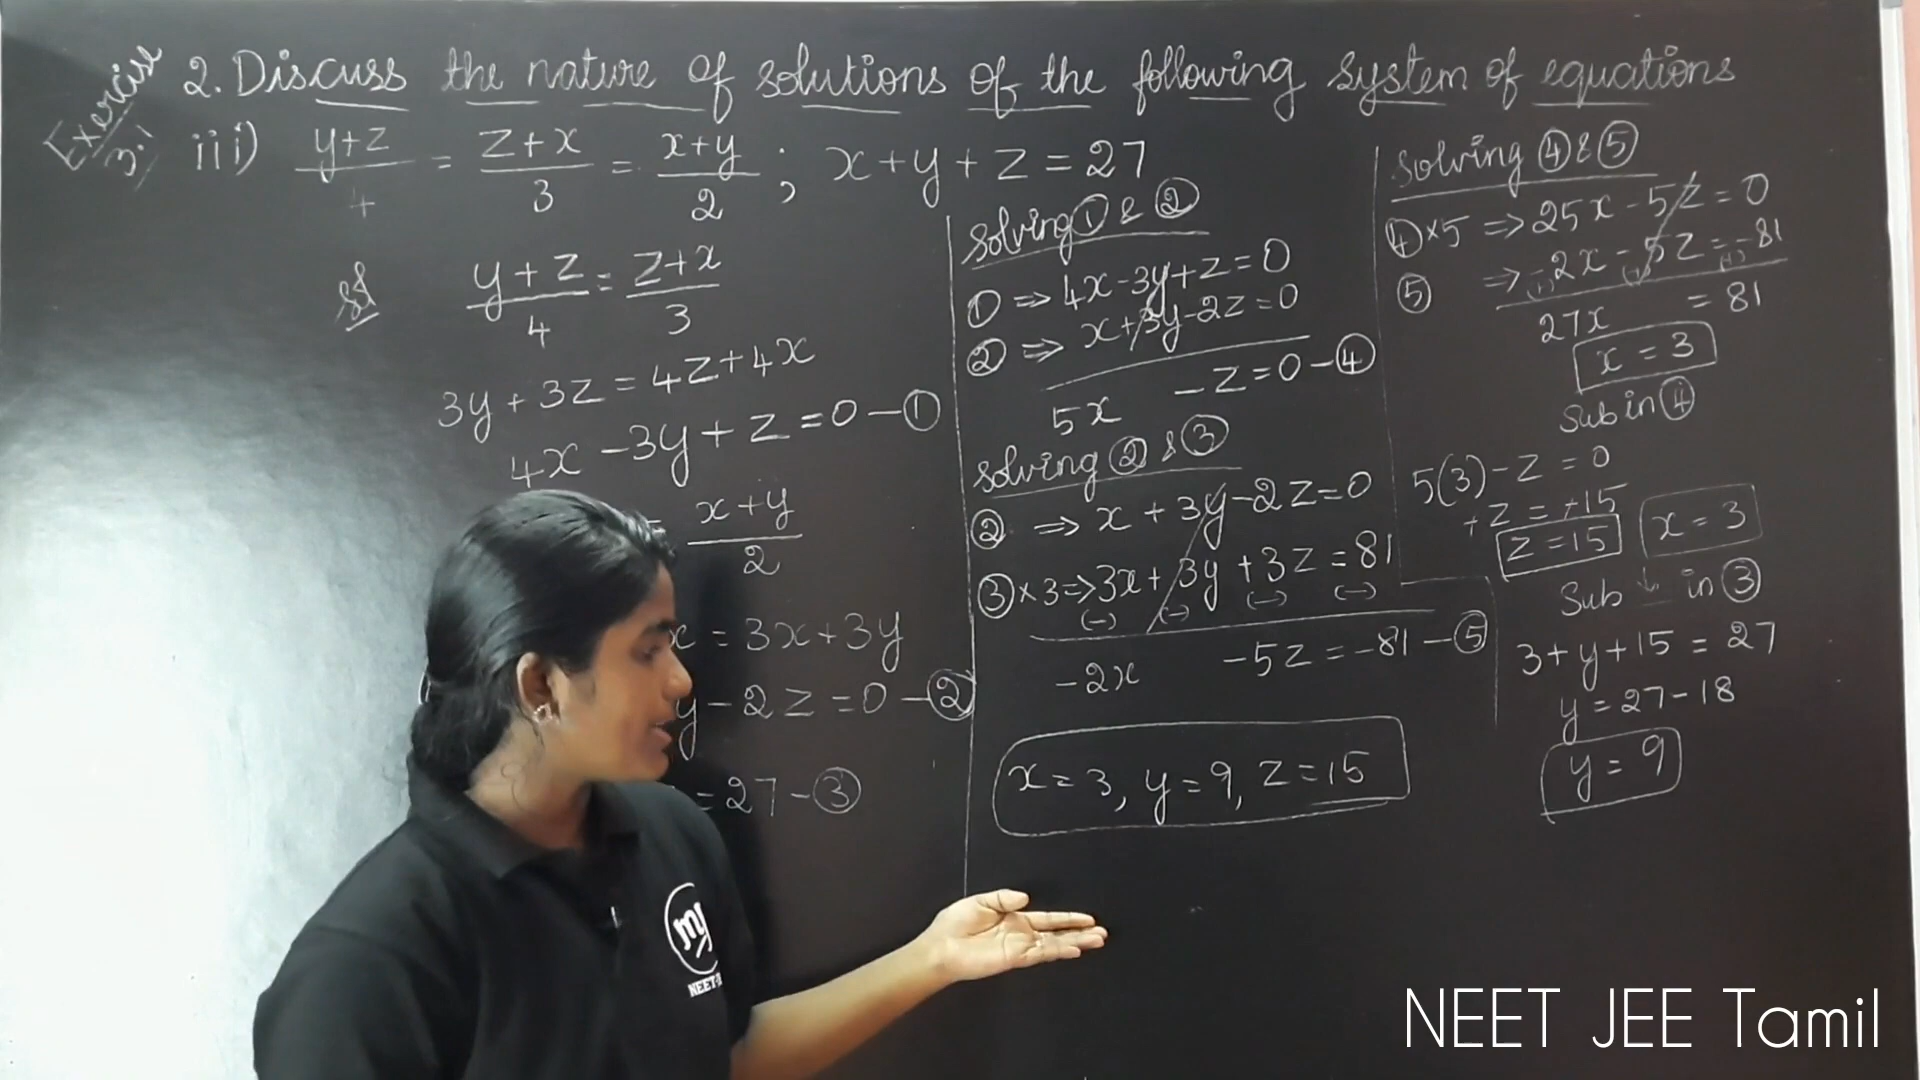 Exercise 3.1
2. Discuss the nature of solutions of the following system of equations
iii) y+z/4 = z+x/3 = x+y/2 ; x+y+z=27
sol
y+z/4 = z+x/3
3y+3z=4z+4x
4x-3y+z=0-①
= x+y/2
x=3x+3y
y-2z=0-②
=27-③
Solving ① & ②
① ⇒ 4x-3y+z=0
② ⇒ x+3y-2z=0
5x -z=0-④
Solving ② & ③
② ⇒ x+3y-2z=0
③×3⇒3x+3y+3z=81
(-) (-) (-) (-)
-2x -5z=-81-⑤
x=3, y=9, z=15
Solving ④ & ⑤
④×5 ⇒ 25x-5z=0
⑤ ⇒ -2x-5z=-81
(+) (+) (+)
27x =81
x=3
Sub in ④
5(3)-z=0
+z=+15
z=15 x=3
Sub ↓ in ③
3+y+15=27
y=27-18
y=9
my
NEET-
NEET JEE Tamil